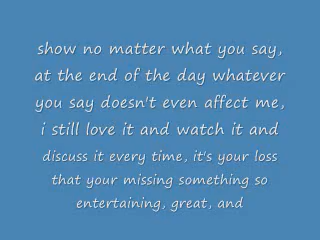 show no matter what you say,
at the end of the day whatever
you say doesn't even affect me,
i still love it and watch it and
discuss it every time, it's your loss
that your missing something so
entertaining, great, and